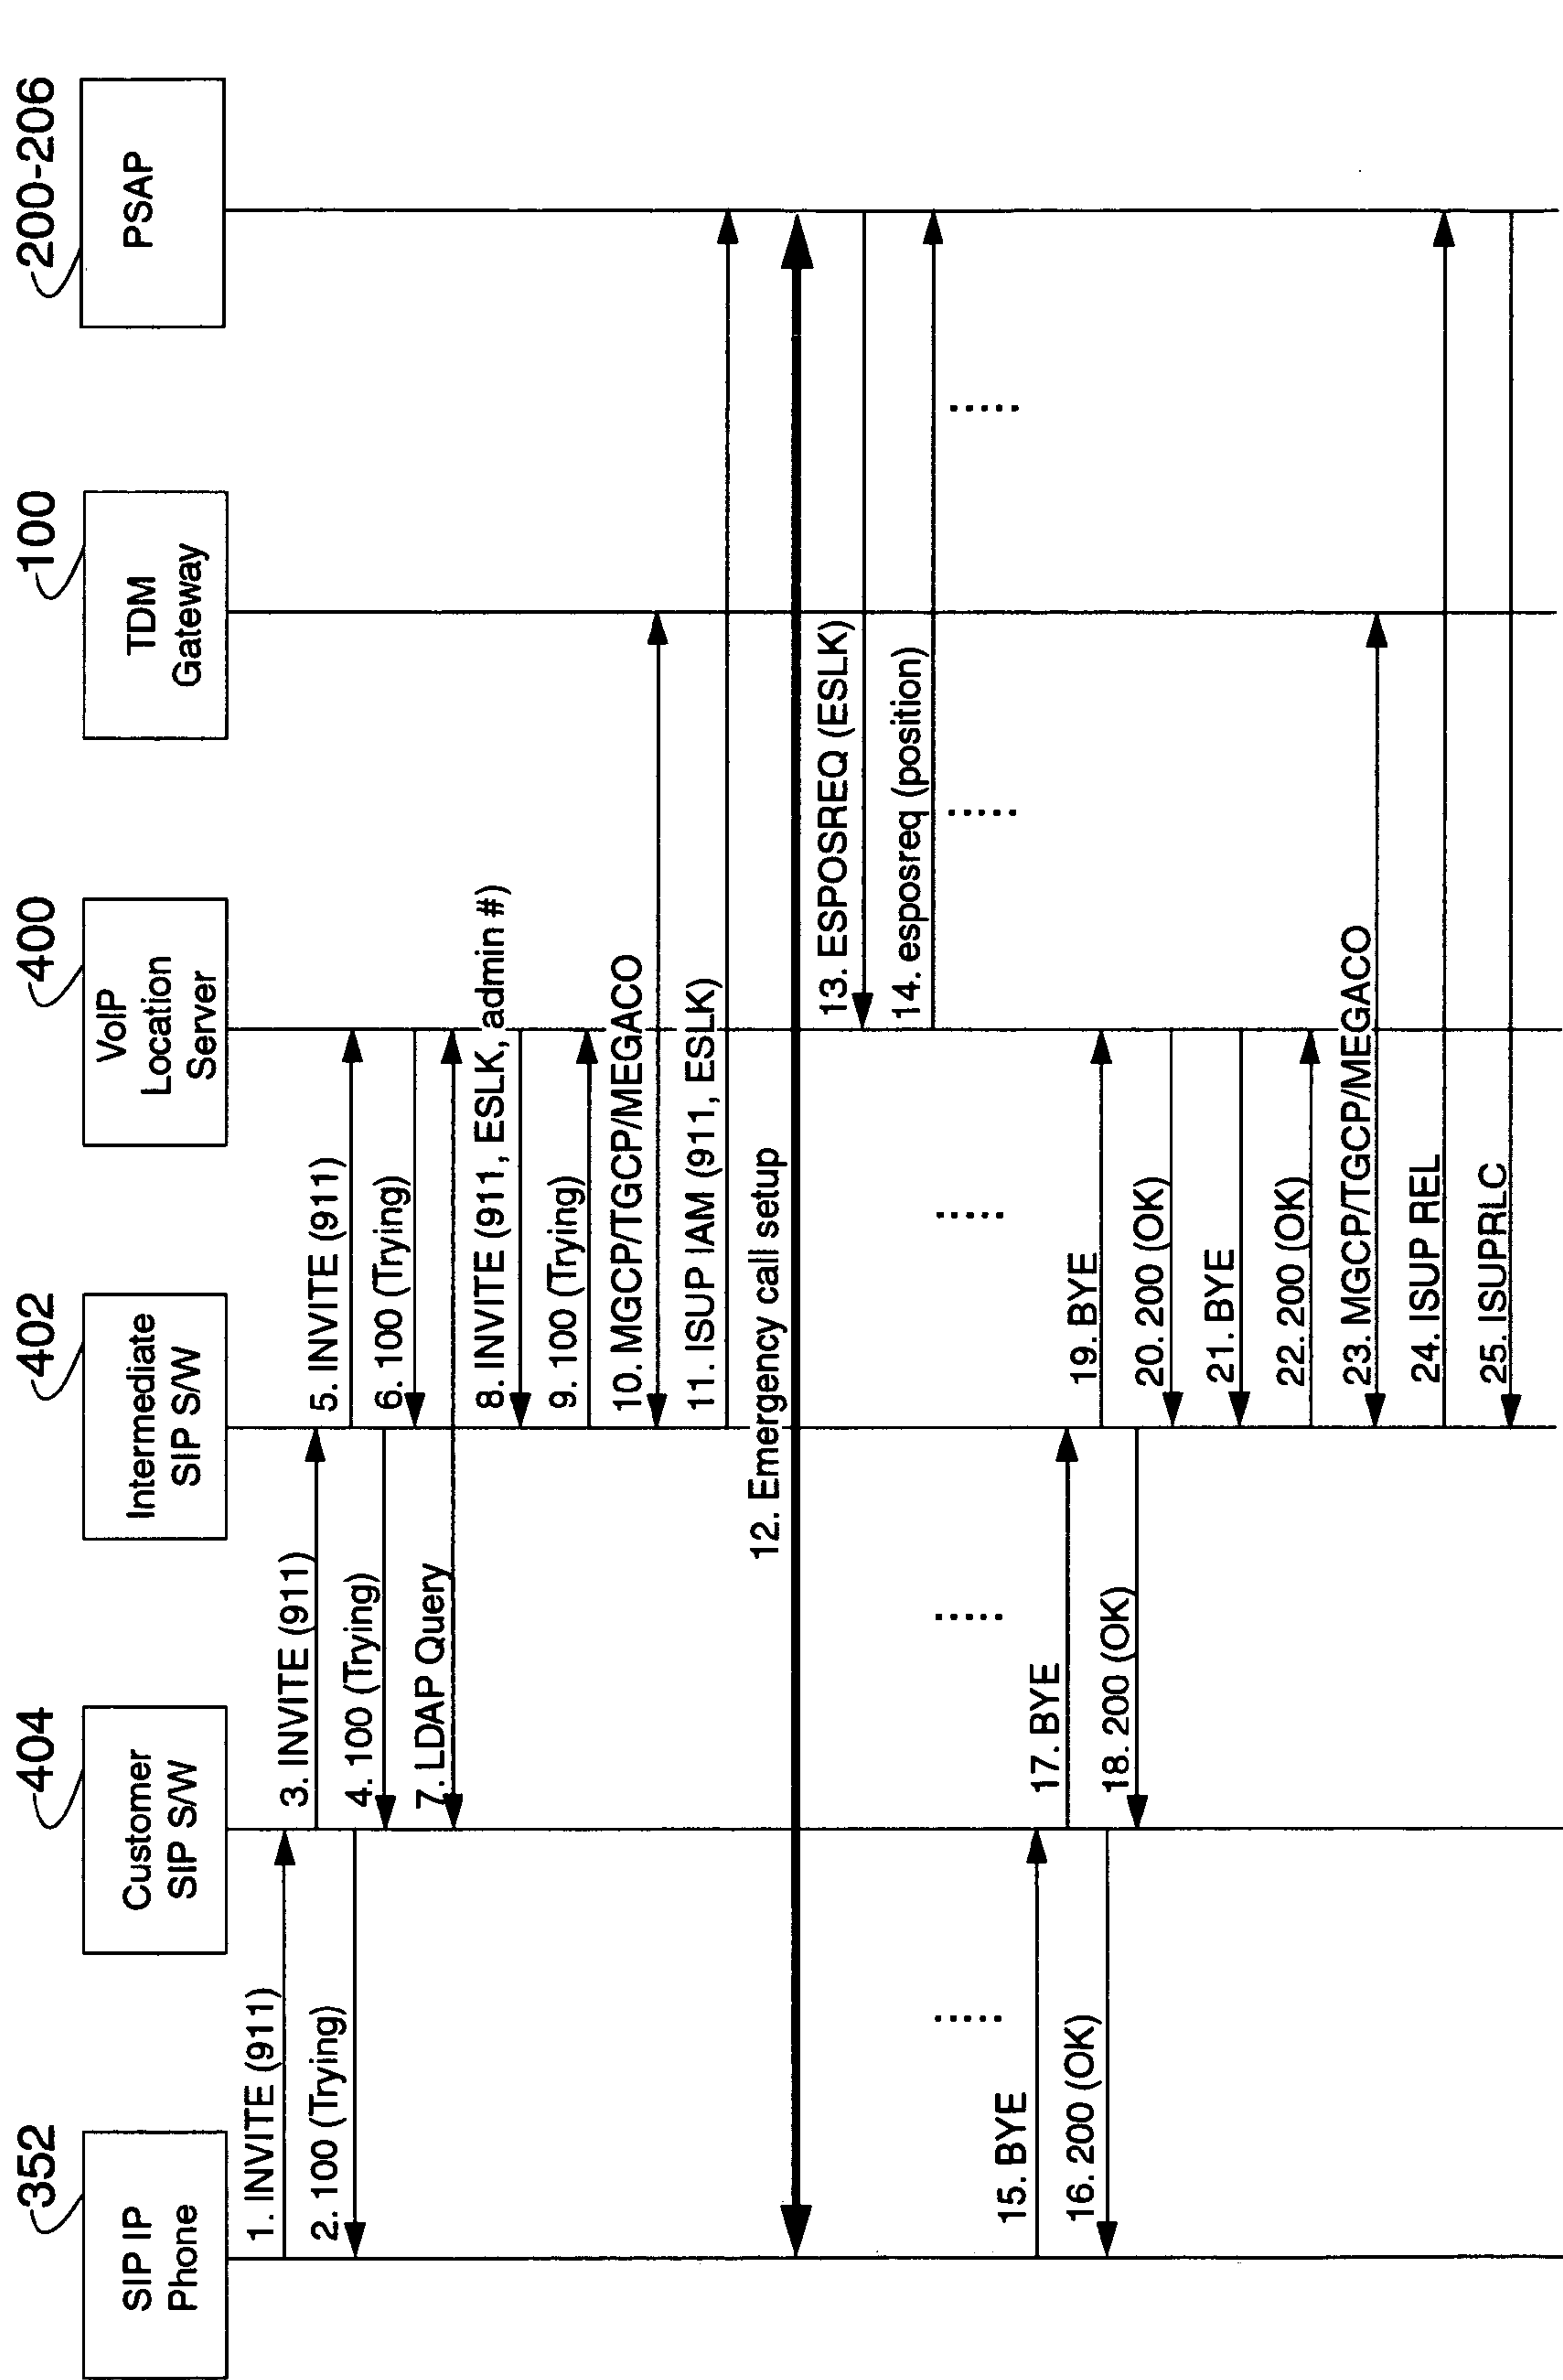 352
SIP IP
Phone
404
Customer
SIP S/W
402
Intermediate
SIP S/W
400
VoIP
Location
Server
100
TDM
Gateway
200-206
PSAP
1. INVITE (911)
2. 100 (Trying)
3. INVITE (911)
4. 100 (Trying)
5. INVITE (911)
6. 100 (Trying)
7. LDAP Query
8. INVITE (911, ESLK, admin #)
9. 100 (Trying)
10. MGCP/TGCP/MEGACO
11. ISUP IAM (911, ESLK)
12. Emergency call setup
13. ESPOSREQ (ESLK)
14. esposreq (position)
.....
.....
.....
.....
.....
15. BYE
16. 200 (OK)
17. BYE
18. 200 (OK)
19. BYE
20. 200 (OK)
21. BYE
22. 200 (OK)
23. MGCP/TGCP/MEGACO
24. ISUP REL
25. ISUPRLC